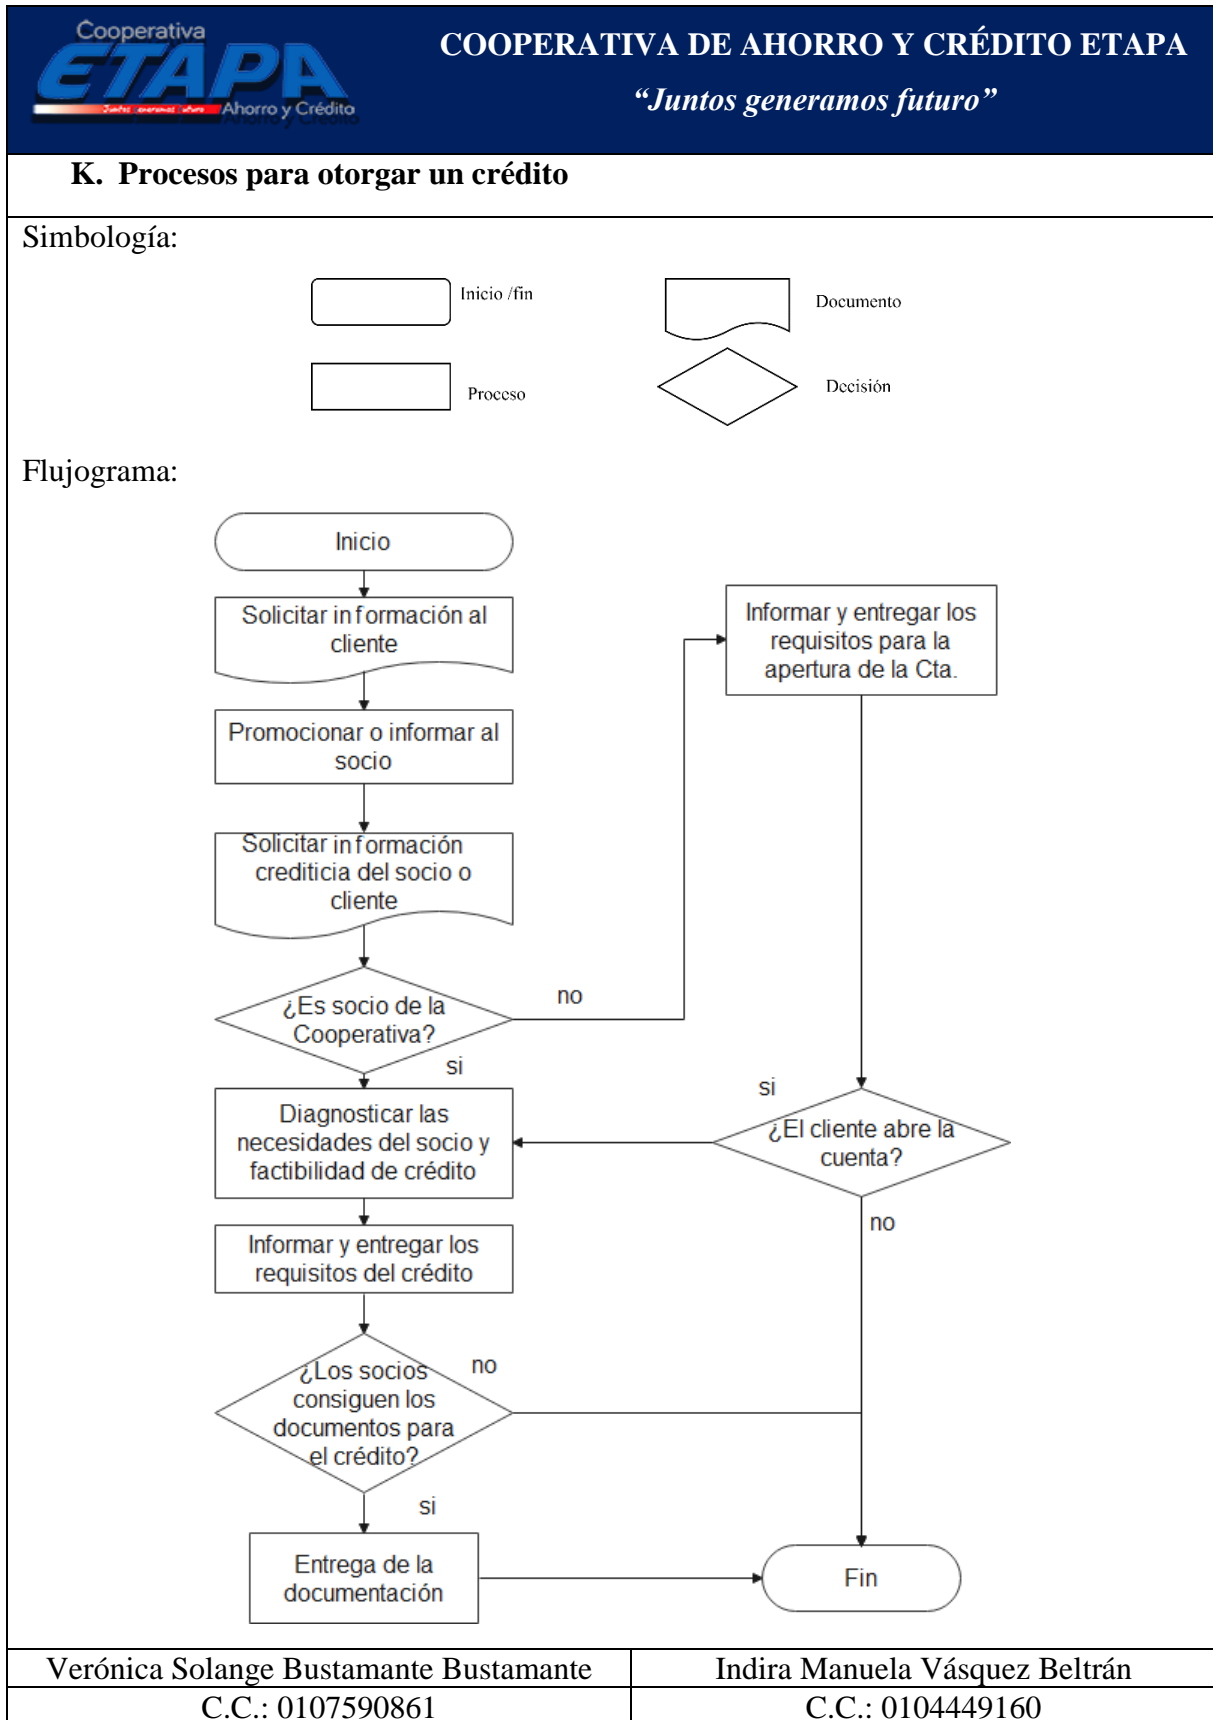 Cooperativa
ETAPA
Juntos generamos futuro
Ahorro y Crédito
COOPERATIVA DE AHORRO Y CRÉDITO ETAPA
“Juntos generamos futuro”
K. Procesos para otorgar un crédito
Simbología:
Inicio /fin
Documento
Proceso
Decisión
Flujograma:
Inicio
Solicitar información al
cliente
Promocionar o informar al
socio
Solicitar información
crediticia del socio o
cliente
¿Es socio de la
Cooperativa?
no
si
Informar y entregar los
requisitos para la
apertura de la Cta.
si
¿El cliente abre la
cuenta?
no
Diagnosticar las
necesidades del socio y
factibilidad de crédito
Informar y entregar los
requisitos del crédito
¿Los socios
consiguen los
documentos para
el crédito?
no
si
Entrega de la
documentación
Fin
Verónica Solange Bustamante Bustamante
Indira Manuela Vásquez Beltrán
C.C.: 0107590861
C.C.: 0104449160